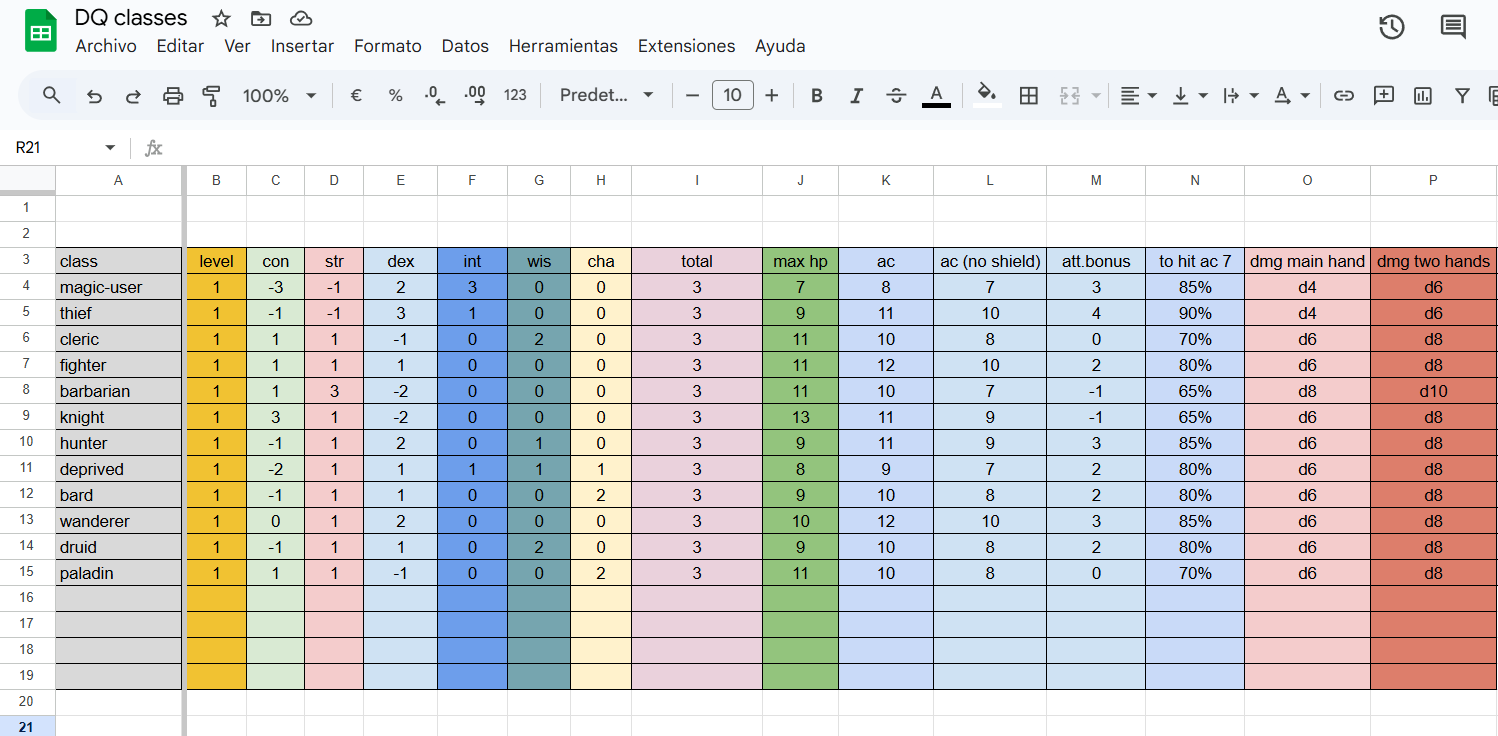 DQ classes
Archivo Editar Ver Insertar Formato Datos Herramientas Extensiones Ayuda
100% € % .0 .00 123 Predet... − 10 + B I S A
R21 fx
A B C D E F G H I J K L M N O P
1
2
3 class level con str dex int wis cha total max hp ac ac (no shield) att.bonus to hit ac 7 dmg main hand dmg two hands
4 magic-user 1 -3 -1 2 3 0 0 3 7 8 7 3 85% d4 d6
5 thief 1 -1 -1 3 1 0 0 3 9 11 10 4 90% d4 d6
6 cleric 1 1 1 -1 0 2 0 3 11 10 8 0 70% d6 d8
7 fighter 1 1 1 1 0 0 0 3 11 12 10 2 80% d6 d8
8 barbarian 1 1 3 -2 0 0 0 3 11 10 7 -1 65% d8 d10
9 knight 1 3 1 -2 0 0 0 3 13 11 9 -1 65% d6 d8
10 hunter 1 -1 1 2 0 1 0 3 9 11 9 3 85% d6 d8
11 deprived 1 -2 1 1 1 1 1 3 8 9 7 2 80% d6 d8
12 bard 1 -1 1 1 0 0 2 3 9 10 8 2 80% d6 d8
13 wanderer 1 0 1 2 0 0 0 3 10 12 10 3 85% d6 d8
14 druid 1 -1 1 1 0 2 0 3 9 10 8 2 80% d6 d8
15 paladin 1 1 1 -1 0 0 2 3 11 10 8 0 70% d6 d8
16
17
18
19
20
21